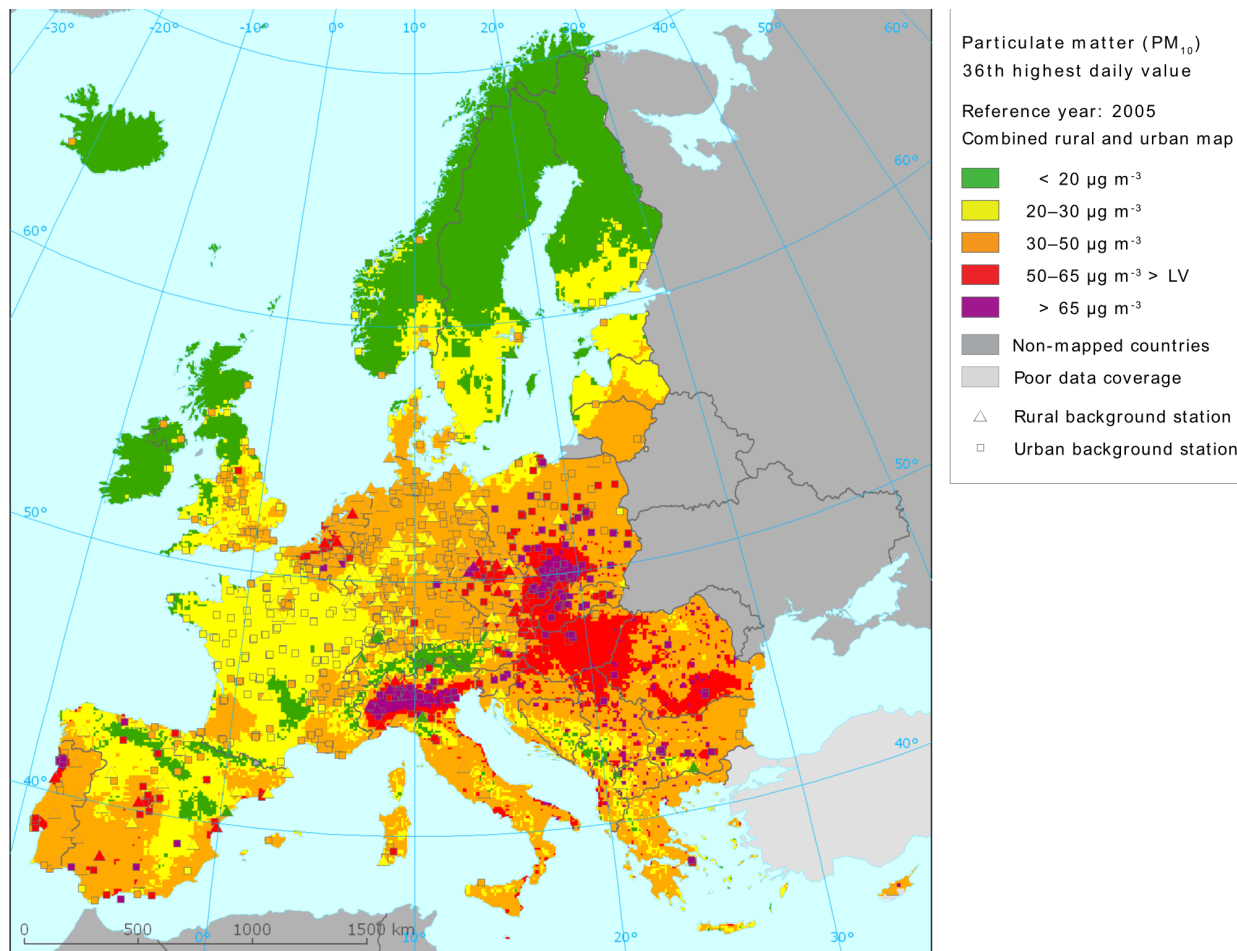 -30° -20° -10° 0° 10° 20° 30° 40° 50° 60°
60°
60°
50°
50°
40°
40°
0 500 1000 1500 km
0° 10° 20° 30°
Particulate matter (PM₁₀)
36th highest daily value
Reference year: 2005
Combined rural and urban map
< 20 µg m⁻³
20–30 µg m⁻³
30–50 µg m⁻³
50–65 µg m⁻³ > LV
> 65 µg m⁻³
Non-mapped countries
Poor data coverage
Rural background station
Urban background station